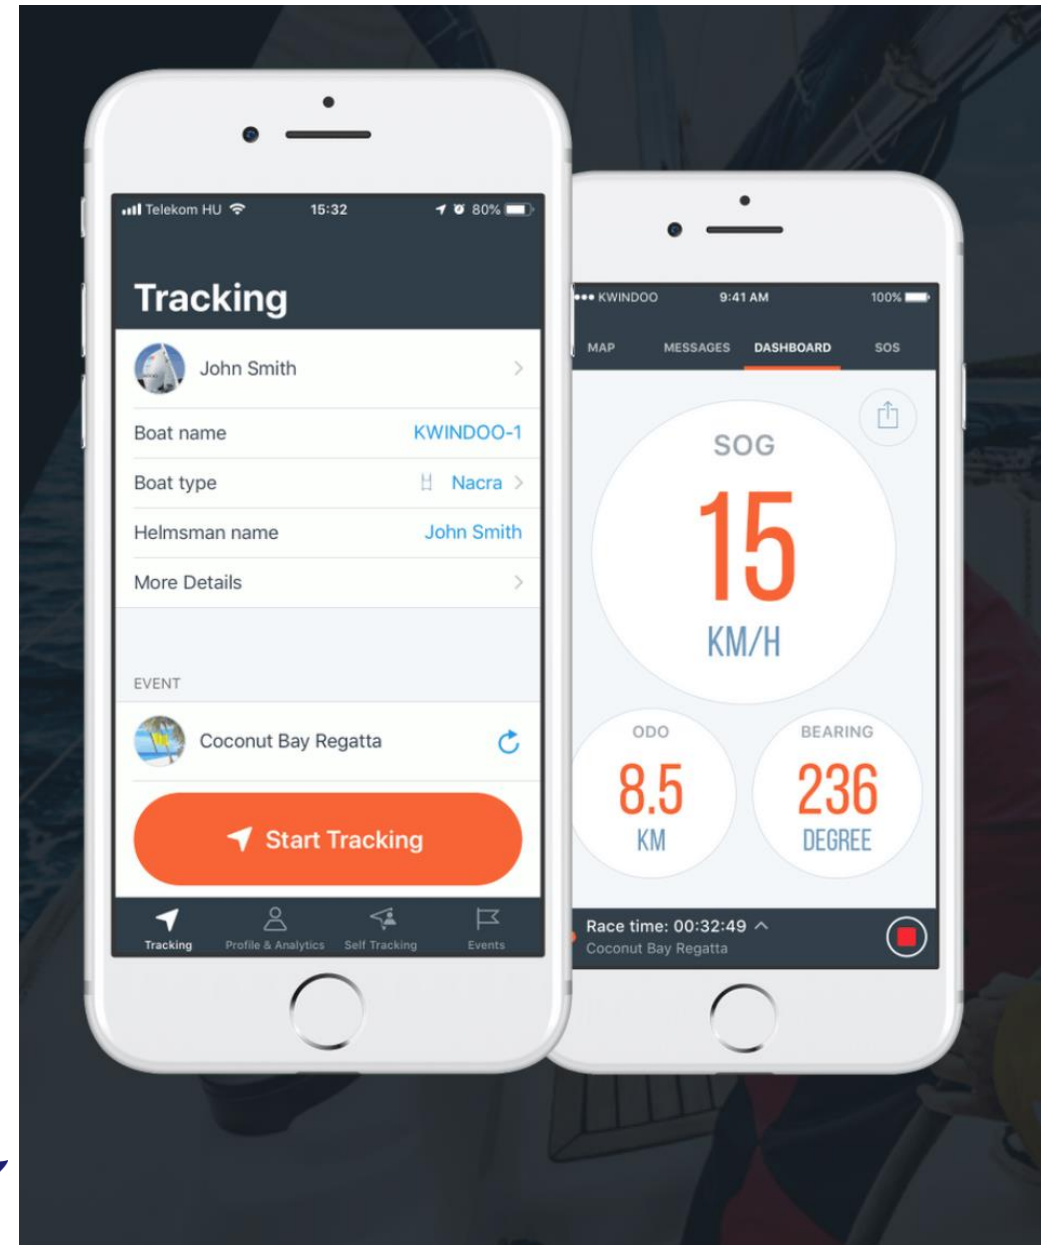 Telekom HU 15:32 80%
Tracking
John Smith
Boat name KWINDOO-1
Boat type Nacra
Helmsman name John Smith
More Details
EVENT
Coconut Bay Regatta
Start Tracking
Tracking Profile & Analytics Self Tracking Events
KWINDOO 9:41 AM 100%
MAP MESSAGES DASHBOARD SOS
SOG
15
KM/H
ODO
8.5
KM
BEARING
236
DEGREE
Race time: 00:32:49
Coconut Bay Regatta